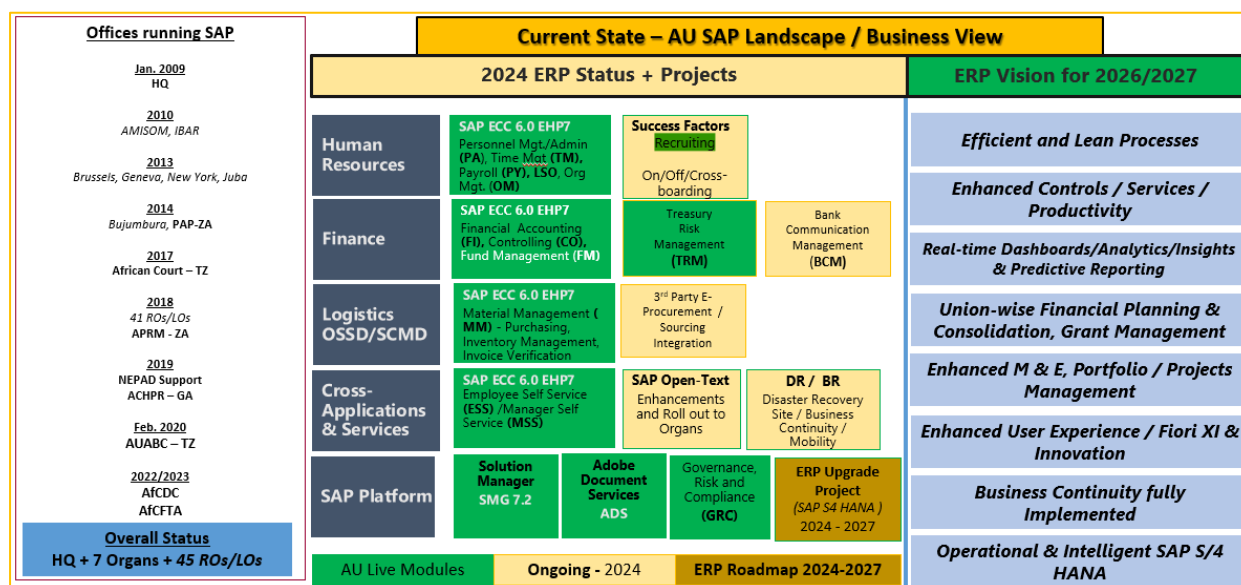 Offices running SAP
Jan. 2009
HQ
2010
AMISOM, IBAR
2013
Brussels, Geneva, New York, Juba
2014
Bujumbura, PAP-ZA
2017
African Court – TZ
2018
41 ROs/LOs
APRM - ZA
2019
NEPAD Support
ACHPR – GA
Feb. 2020
AUABC – TZ
2022/2023
AfCDC
AfCFTA
Overall Status
HQ + 7 Organs + 45 ROs/LOs
Current State – AU SAP Landscape / Business View
2024 ERP Status + Projects
Human
Resources
SAP ECC 6.0 EHP7
Personnel Mgt./Admin
(PA), Time Mgt (TM),
Payroll (PY), LSO, Org
Mgt. (OM)
Success Factors
Recruiting
On/Off/Cross-
boarding
Finance
SAP ECC 6.0 EHP7
Financial Accounting
(FI), Controlling (CO),
Fund Management (FM)
Treasury
Risk
Management
(TRM)
Bank
Communication
Management
(BCM)
Logistics
OSSD/SCMD
SAP ECC 6.0 EHP7
Material Management (
MM) - Purchasing,
Inventory Management,
Invoice Verification
3rd Party E-
Procurement /
Sourcing
Integration
Cross-
Applications
& Services
SAP ECC 6.0 EHP7
Employee Self Service
(ESS) /Manager Self
Service (MSS)
SAP Open-Text
Enhancements
and Roll out to
Organs
DR / BR
Disaster Recovery
Site / Business
Continuity /
Mobility
SAP Platform
Solution
Manager
SMG 7.2
Adobe
Document
Services
ADS
Governance,
Risk and
Compliance
(GRC)
ERP Upgrade
Project
(SAP S4 HANA )
2024 - 2027
AU Live Modules
Ongoing - 2024
ERP Roadmap 2024-2027
ERP Vision for 2026/2027
Efficient and Lean Processes
Enhanced Controls / Services /
Productivity
Real-time Dashboards/Analytics/Insights
& Predictive Reporting
Union-wise Financial Planning &
Consolidation, Grant Management
Enhanced M & E, Portfolio / Projects
Management
Enhanced User Experience / Fiori XI &
Innovation
Business Continuity fully
Implemented
Operational & Intelligent SAP S/4
HANA